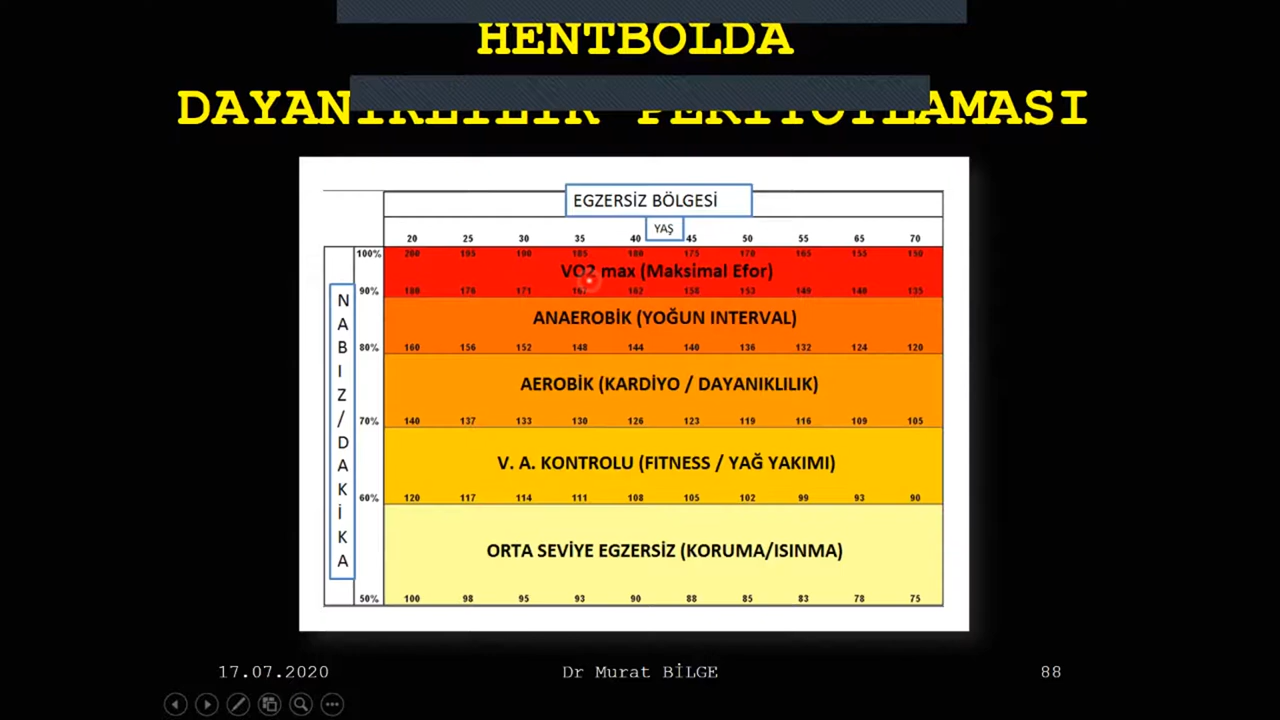 HENTBOLDA
EGZERSİZ BÖLGESİ
YAŞ
20 25 30 35 40 45 50 55 65 70
100% 200 195 190 185 180 175 170 165 155 150
VO2 max (Maksimal Efor)
90% 180 176 171 167 162 158 153 149 140 135
ANAEROBİK (YOĞUN INTERVAL)
80% 160 156 152 148 144 140 136 132 124 120
AEROBİK (KARDİYO / DAYANIKLILIK)
70% 140 137 133 130 126 123 119 116 109 105
V. A. KONTROLU (FITNESS / YAĞ YAKIMI)
60% 120 117 114 111 108 105 102 99 93 90
ORTA SEVİYE EGZERSİZ (KORUMA/ISINMA)
50% 100 98 95 93 90 88 85 83 78 75
NABIZ/DAKİKA
17.07.2020 Dr Murat BİLGE 88